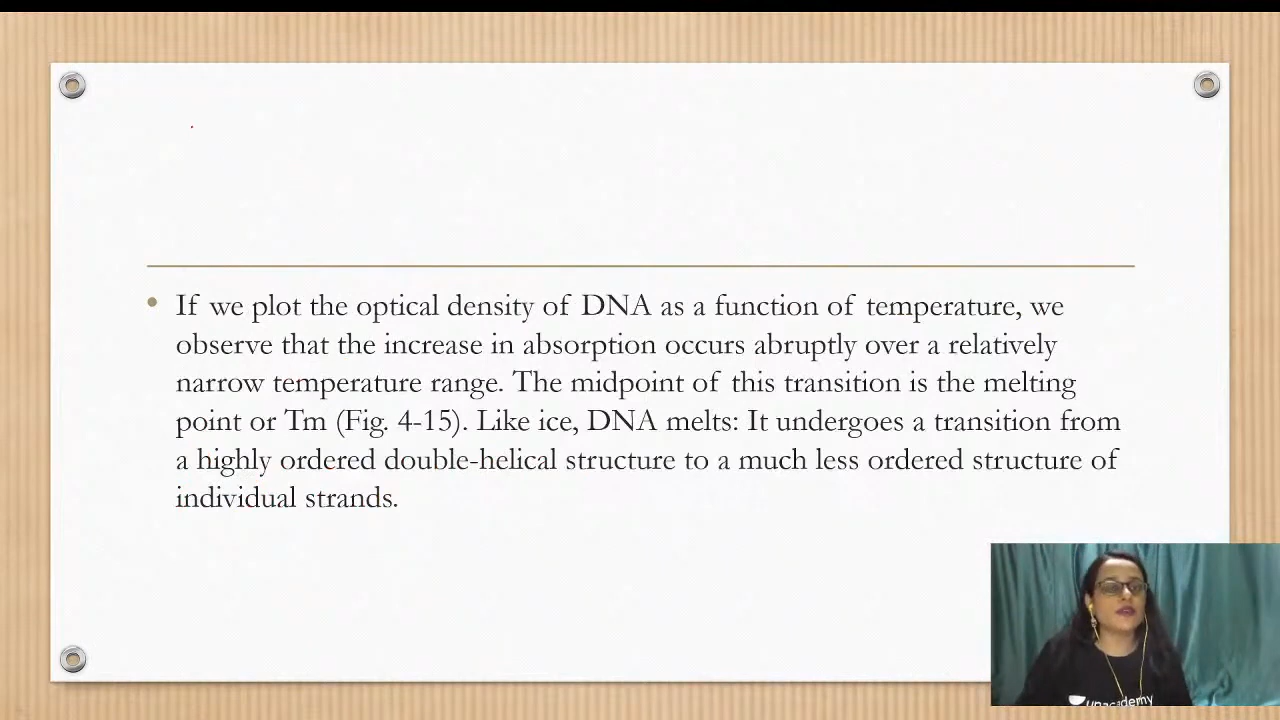 • If we plot the optical density of DNA as a function of temperature, we
observe that the increase in absorption occurs abruptly over a relatively
narrow temperature range. The midpoint of this transition is the melting
point or Tm (Fig. 4-15). Like ice, DNA melts: It undergoes a transition from
a highly ordered double-helical structure to a much less ordered structure of
individual strands.
unacademy